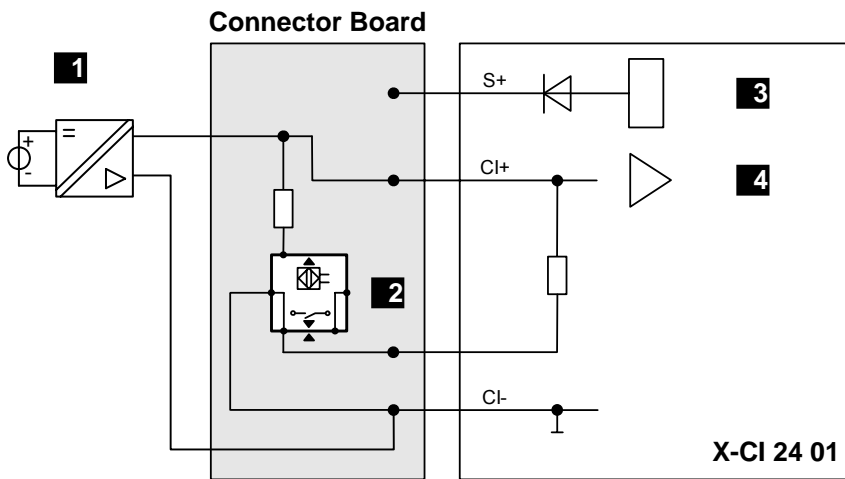 Connector Board
1
S+
3
+
=
-
CI+
4
2
CI-
X-CI 24 01